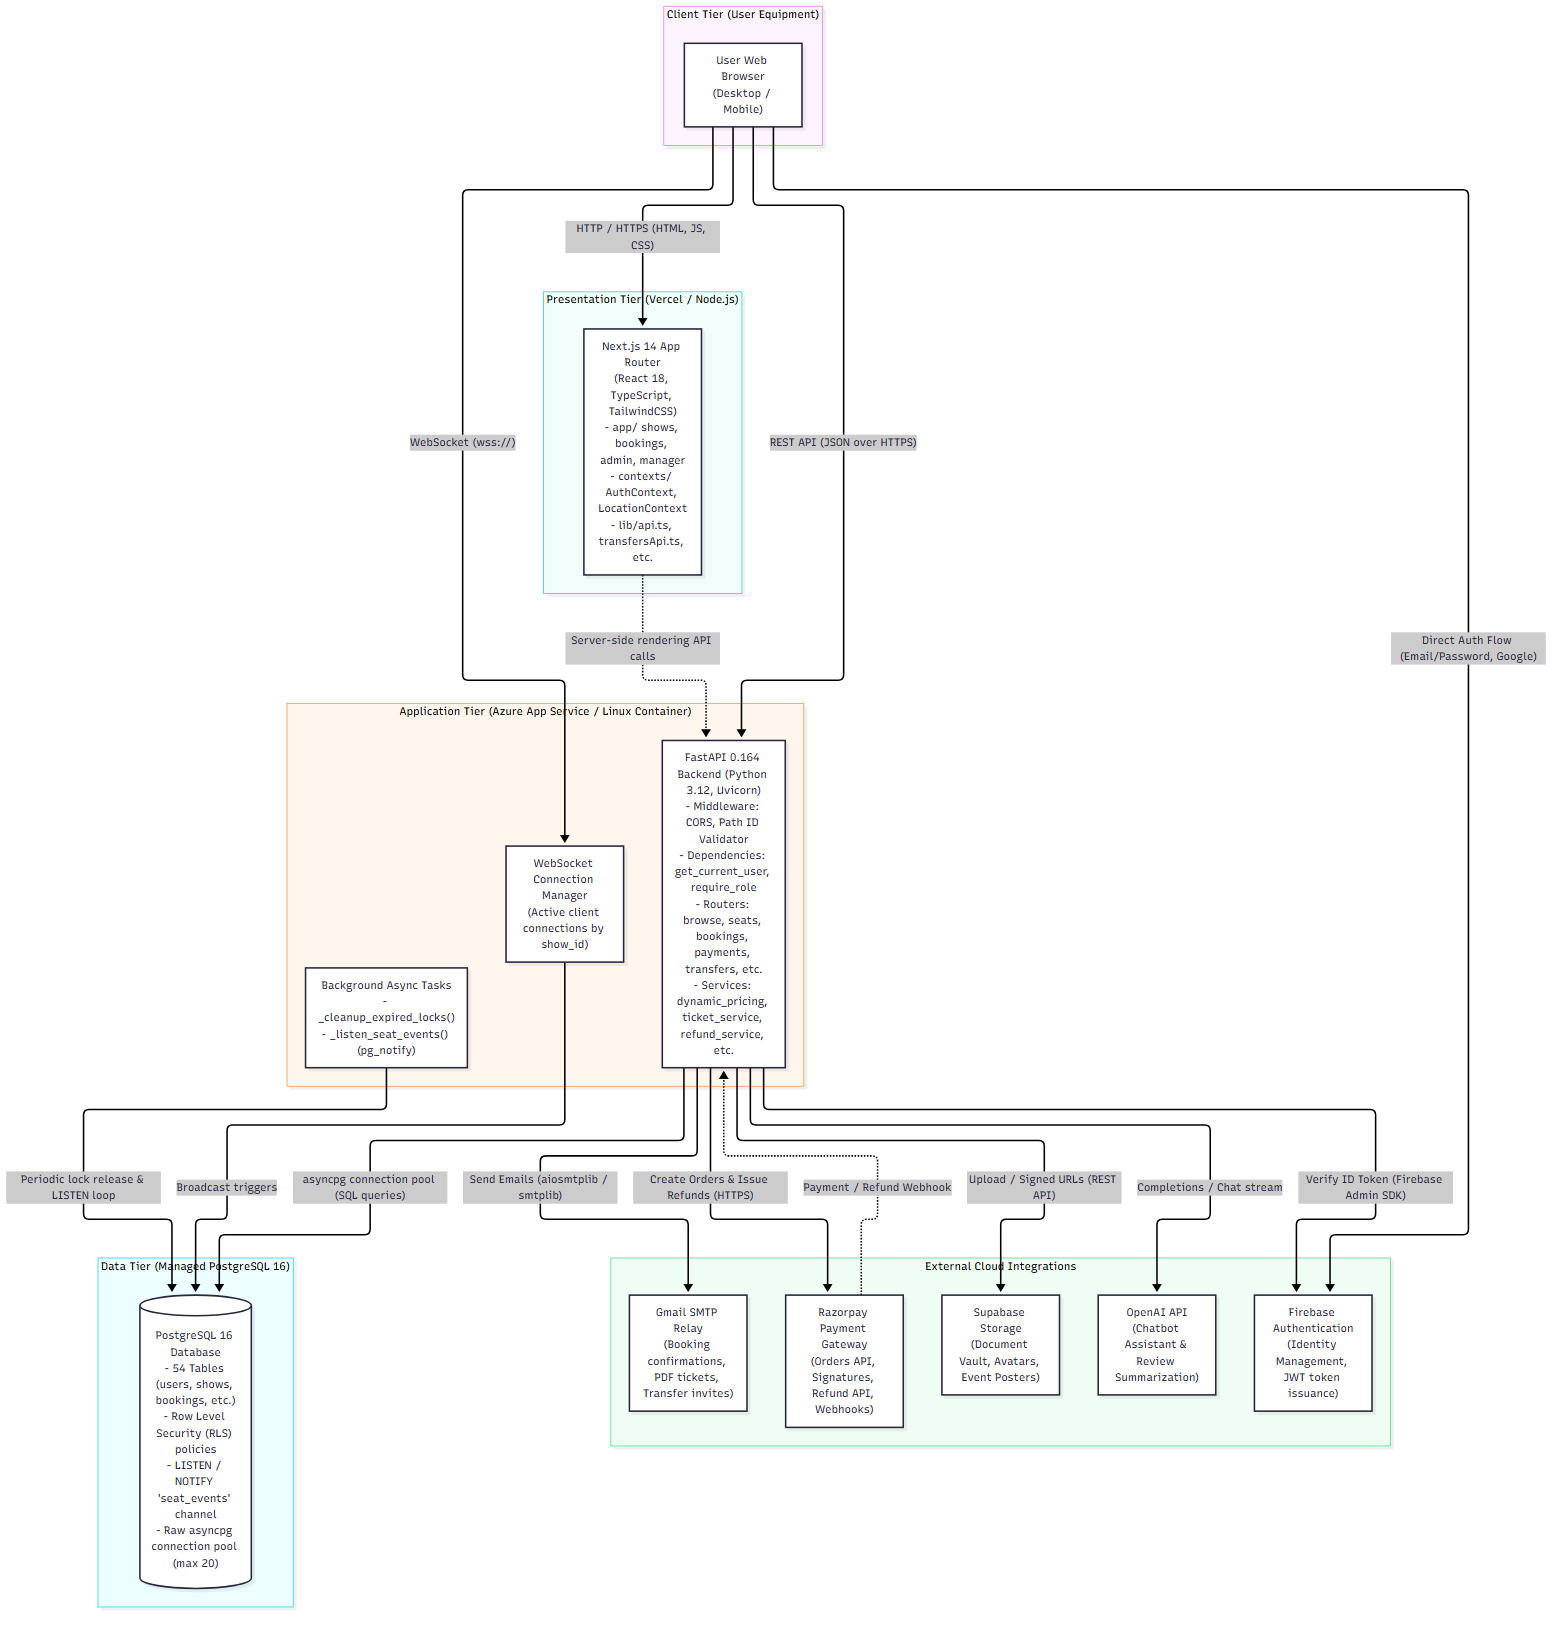 Client Tier (User Equipment)
User Web
Browser
(Desktop /
Mobile)
HTTP / HTTPS (HTML, JS,
CSS)
Presentation Tier (Vercel / Node.js)
Next.js 14 App
Router
(React 18,
TypeScript,
TailwindCSS)
- app/ shows,
bookings,
admin, manager
- contexts/
AuthContext,
LocationContext
- lib/api.ts,
transfersApi.ts,
etc.
WebSocket (wss://)
REST API (JSON over HTTPS)
Server-side rendering API
calls
Direct Auth Flow
(Email/Password, Google)
Application Tier (Azure App Service / Linux Container)
FastAPI 0.164
Backend (Python
3.12, Uvicorn)
- Middleware:
CORS, Path ID
Validator
- Dependencies:
get_current_user,
require_role
- Routers:
browse, seats,
bookings,
payments,
transfers, etc.
- Services:
dynamic_pricing,
ticket_service,
refund_service,
etc.
WebSocket
Connection
Manager
(Active client
connections by
show_id)
Background Async Tasks
-
_cleanup_expired_locks()
- _listen_seat_events()
(pg_notify)
Periodic lock release &
LISTEN loop
Broadcast triggers
asyncpg connection pool
(SQL queries)
Send Emails (aiosmtplib /
smtplib)
Create Orders & Issue
Refunds (HTTPS)
Payment / Refund Webhook
Upload / Signed URLs (REST
API)
Completions / Chat stream
Verify ID Token (Firebase
Admin SDK)
Data Tier (Managed PostgreSQL 16)
PostgreSQL 16
Database
- 54 Tables
(users, shows,
bookings, etc.)
- Row Level
Security (RLS)
policies
- LISTEN /
NOTIFY
'seat_events'
channel
- Raw asyncpg
connection pool
(max 20)
External Cloud Integrations
Gmail SMTP
Relay
(Booking
confirmations,
PDF tickets,
Transfer invites)
Razorpay
Payment
Gateway
(Orders API,
Signatures,
Refund API,
Webhooks)
Supabase
Storage
(Document
Vault, Avatars,
Event Posters)
OpenAI API
(Chatbot
Assistant &
Review
Summarization)
Firebase
Authentication
(Identity
Management,
JWT token
issuance)